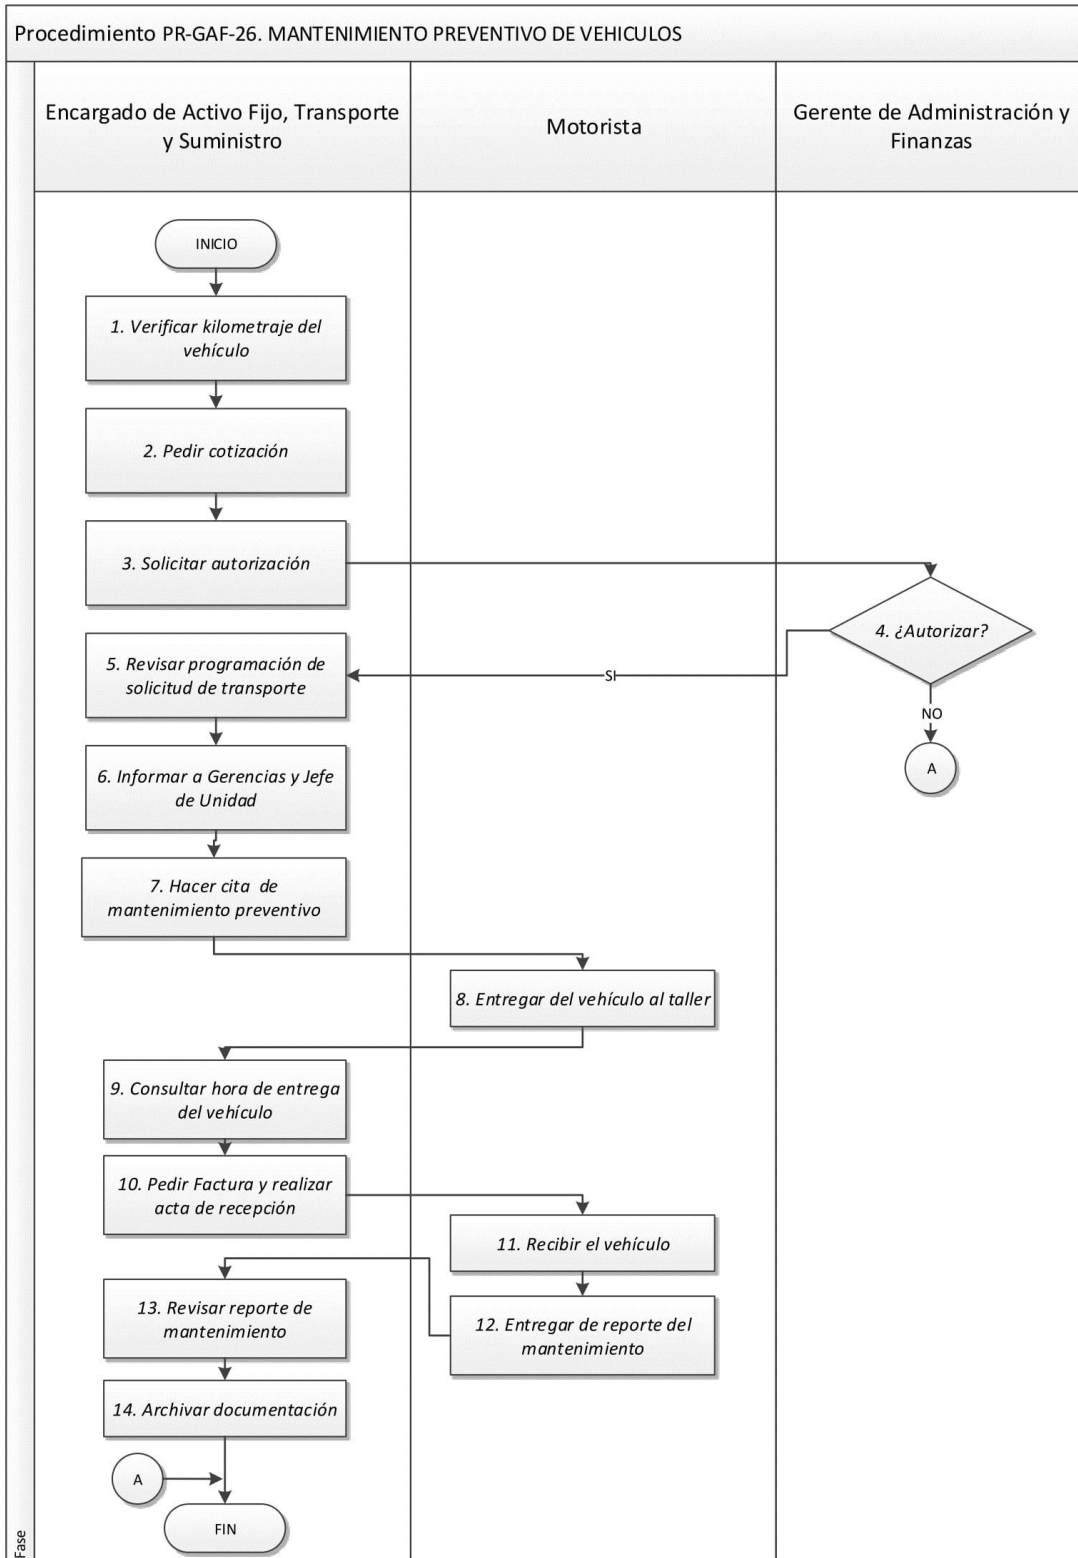 Procedimiento PR-GAF-26. MANTENIMIENTO PREVENTIVO DE VEHICULOS
Encargado de Activo Fijo, Transporte
y Suministro
Motorista
Gerente de Administración y
Finanzas
INICIO
1. Verificar kilometraje del
vehículo
2. Pedir cotización
3. Solicitar autorización
4. ¿Autorizar?
5. Revisar programación de
solicitud de transporte
SI
NO
A
6. Informar a Gerencias y Jefe
de Unidad
7. Hacer cita de
mantenimiento preventivo
8. Entregar del vehículo al taller
9. Consultar hora de entrega
del vehículo
10. Pedir Factura y realizar
acta de recepción
11. Recibir el vehículo
12. Entregar de reporte del
mantenimiento
13. Revisar reporte de
mantenimiento
14. Archivar documentación
A
FIN
Fase